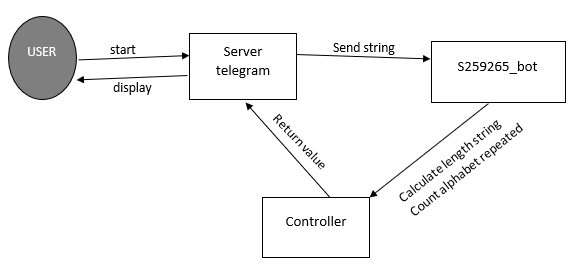 USER
start
display
Server
telegram
Send string
S259265_bot
Return value
Calculate length string
Count alphabet repeated
Controller